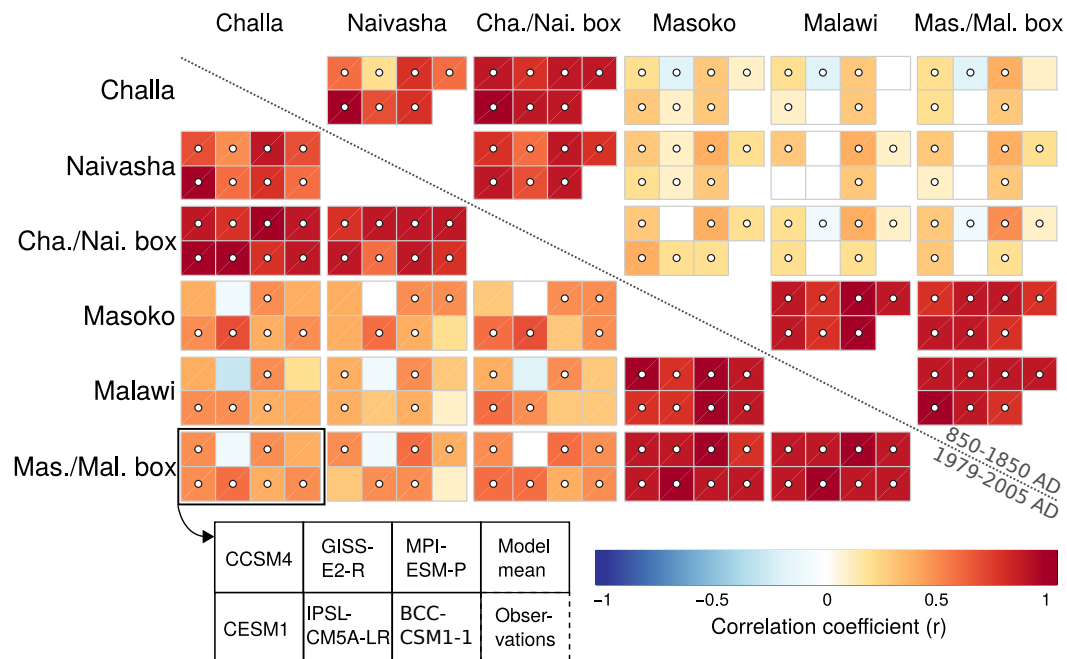 Challa Naivasha Cha./Nai. box Masoko Malawi Mas./Mal. box
Challa
Naivasha
Cha./Nai. box
Masoko
Malawi
Mas./Mal. box
850-1850 AD
1979-2005 AD
CCSM4
GISS-
E2-R
MPI-
ESM-P
Model
mean
CESM1
IPSL-
CM5A-LR
BCC-
CSM1-1
Obser-
vations
−1 −0.5 0 0.5 1
Correlation coefficient (r)